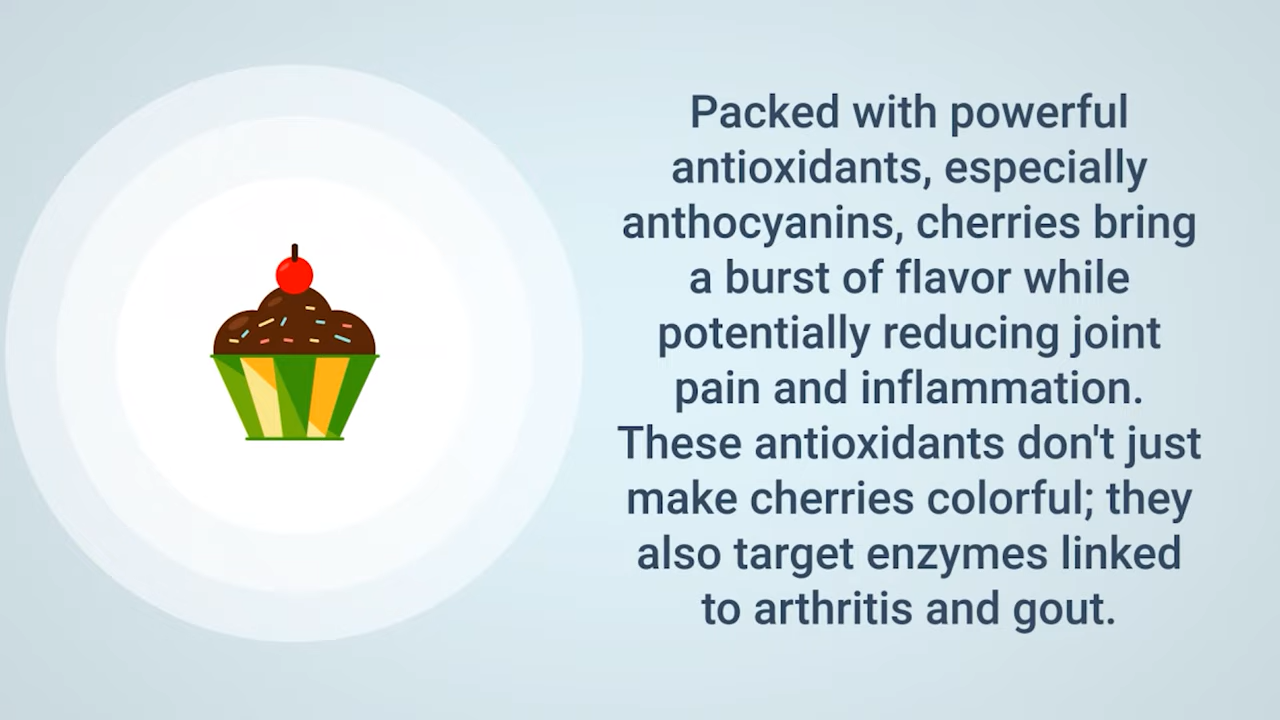 Packed with powerful
antioxidants, especially
anthocyanins, cherries bring
a burst of flavor while
potentially reducing joint
pain and inflammation.
These antioxidants don't just
make cherries colorful; they
also target enzymes linked
to arthritis and gout.